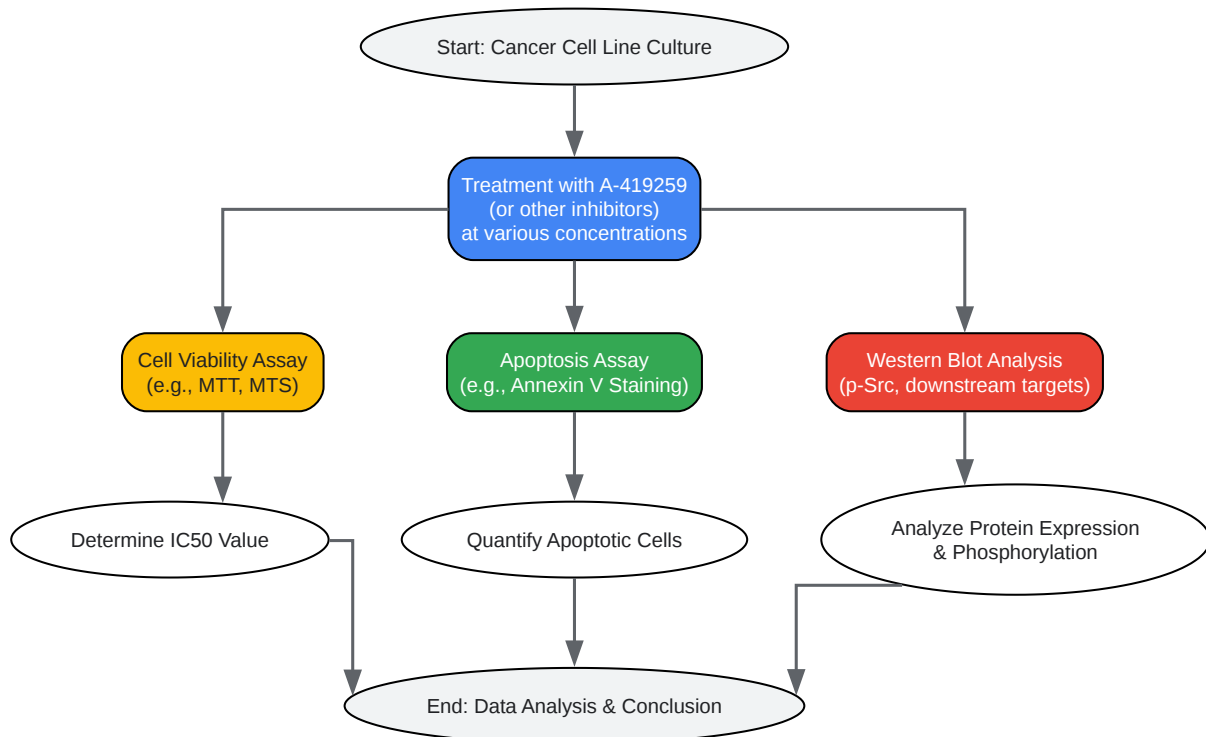 Start: Cancer Cell Line Culture
Treatment with A-419259
(or other inhibitors)
at various concentrations
Cell Viability Assay
(e.g., MTT, MTS)
Apoptosis Assay
(e.g., Annexin V Staining)
Western Blot Analysis
(p-Src, downstream targets)
Determine IC50 Value
Quantify Apoptotic Cells
Analyze Protein Expression
& Phosphorylation
End: Data Analysis & Conclusion